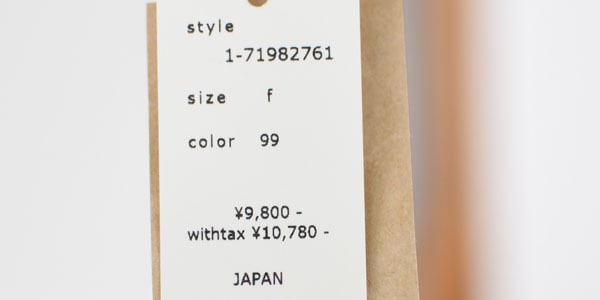 style
1-71982761
size f
color 99
¥9,800 -
withtax ¥10,780 -
JAPAN